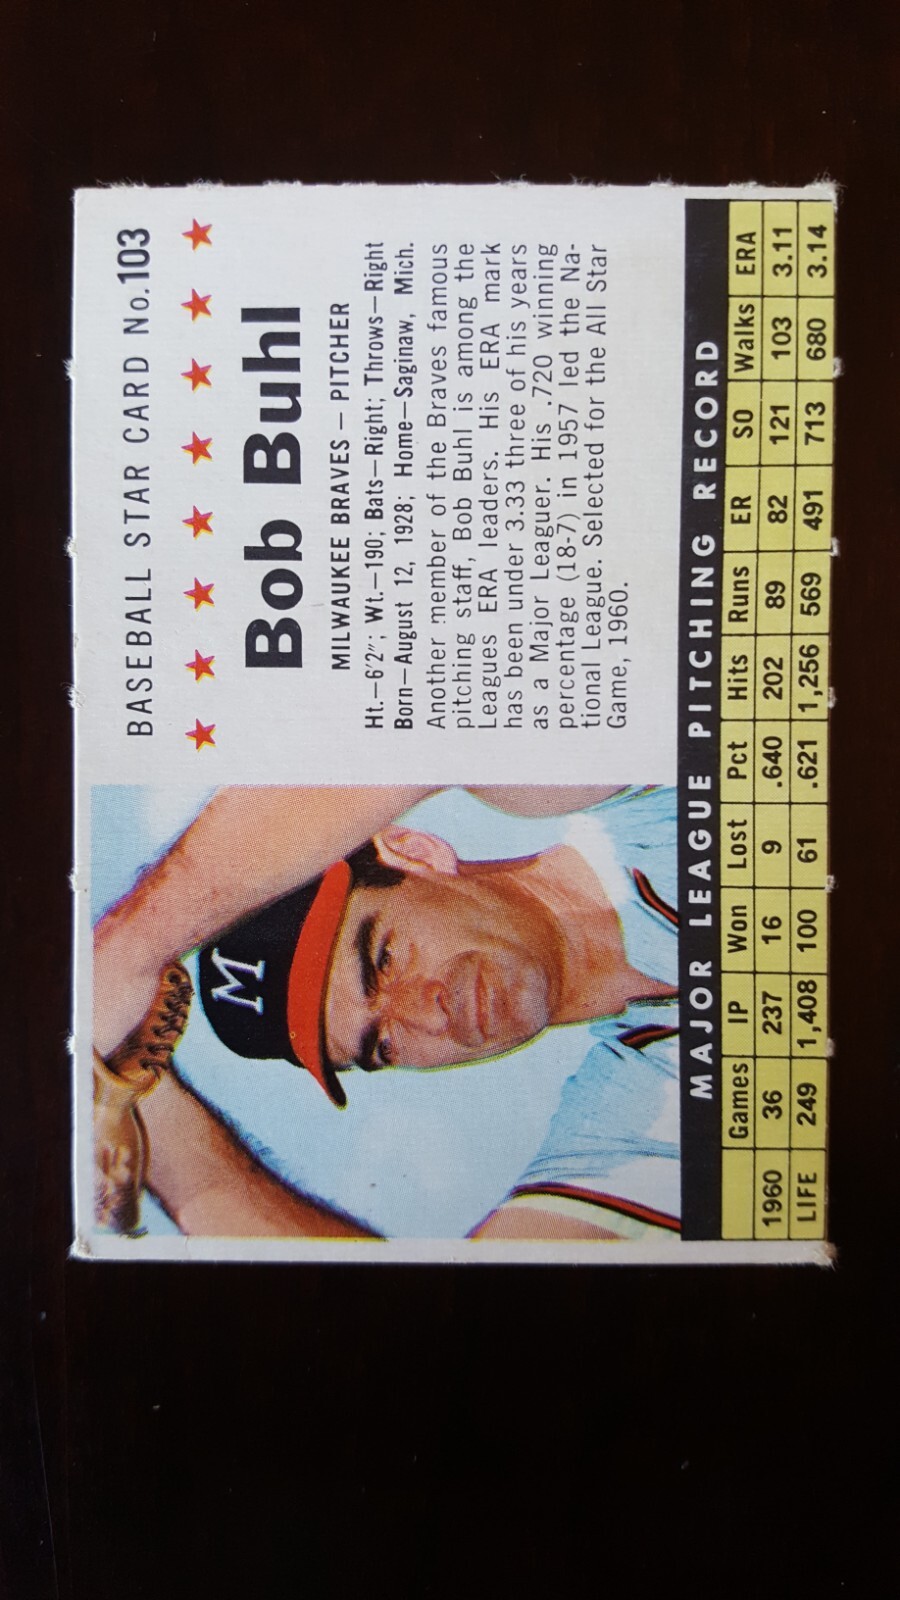 BASEBALL STAR CARD No.103
Bob Buhl
MILWAUKEE BRAVES – PITCHER
Ht.–6'2"; Wt.–190; Bats–Right; Throws–Right
Born–August 12, 1928; Home–Saginaw, Mich.
Another member of the Braves famous
pitching staff, Bob Buhl is among the
Leagues ERA leaders. His ERA mark
has been under 3.33 three of his years
as a Major Leaguer. His .720 winning
percentage (18-7) in 1957 led the Na-
tional League. Selected for the All Star
Game, 1960.
M
MAJOR LEAGUE PITCHING RECORD
Games IP Won Lost Pct Hits Runs ER SO Walks ERA
1960 36 237 16 9 .640 202 89 82 121 103 3.11
LIFE 249 1,408 100 61 .621 1,256 569 491 713 680 3.14